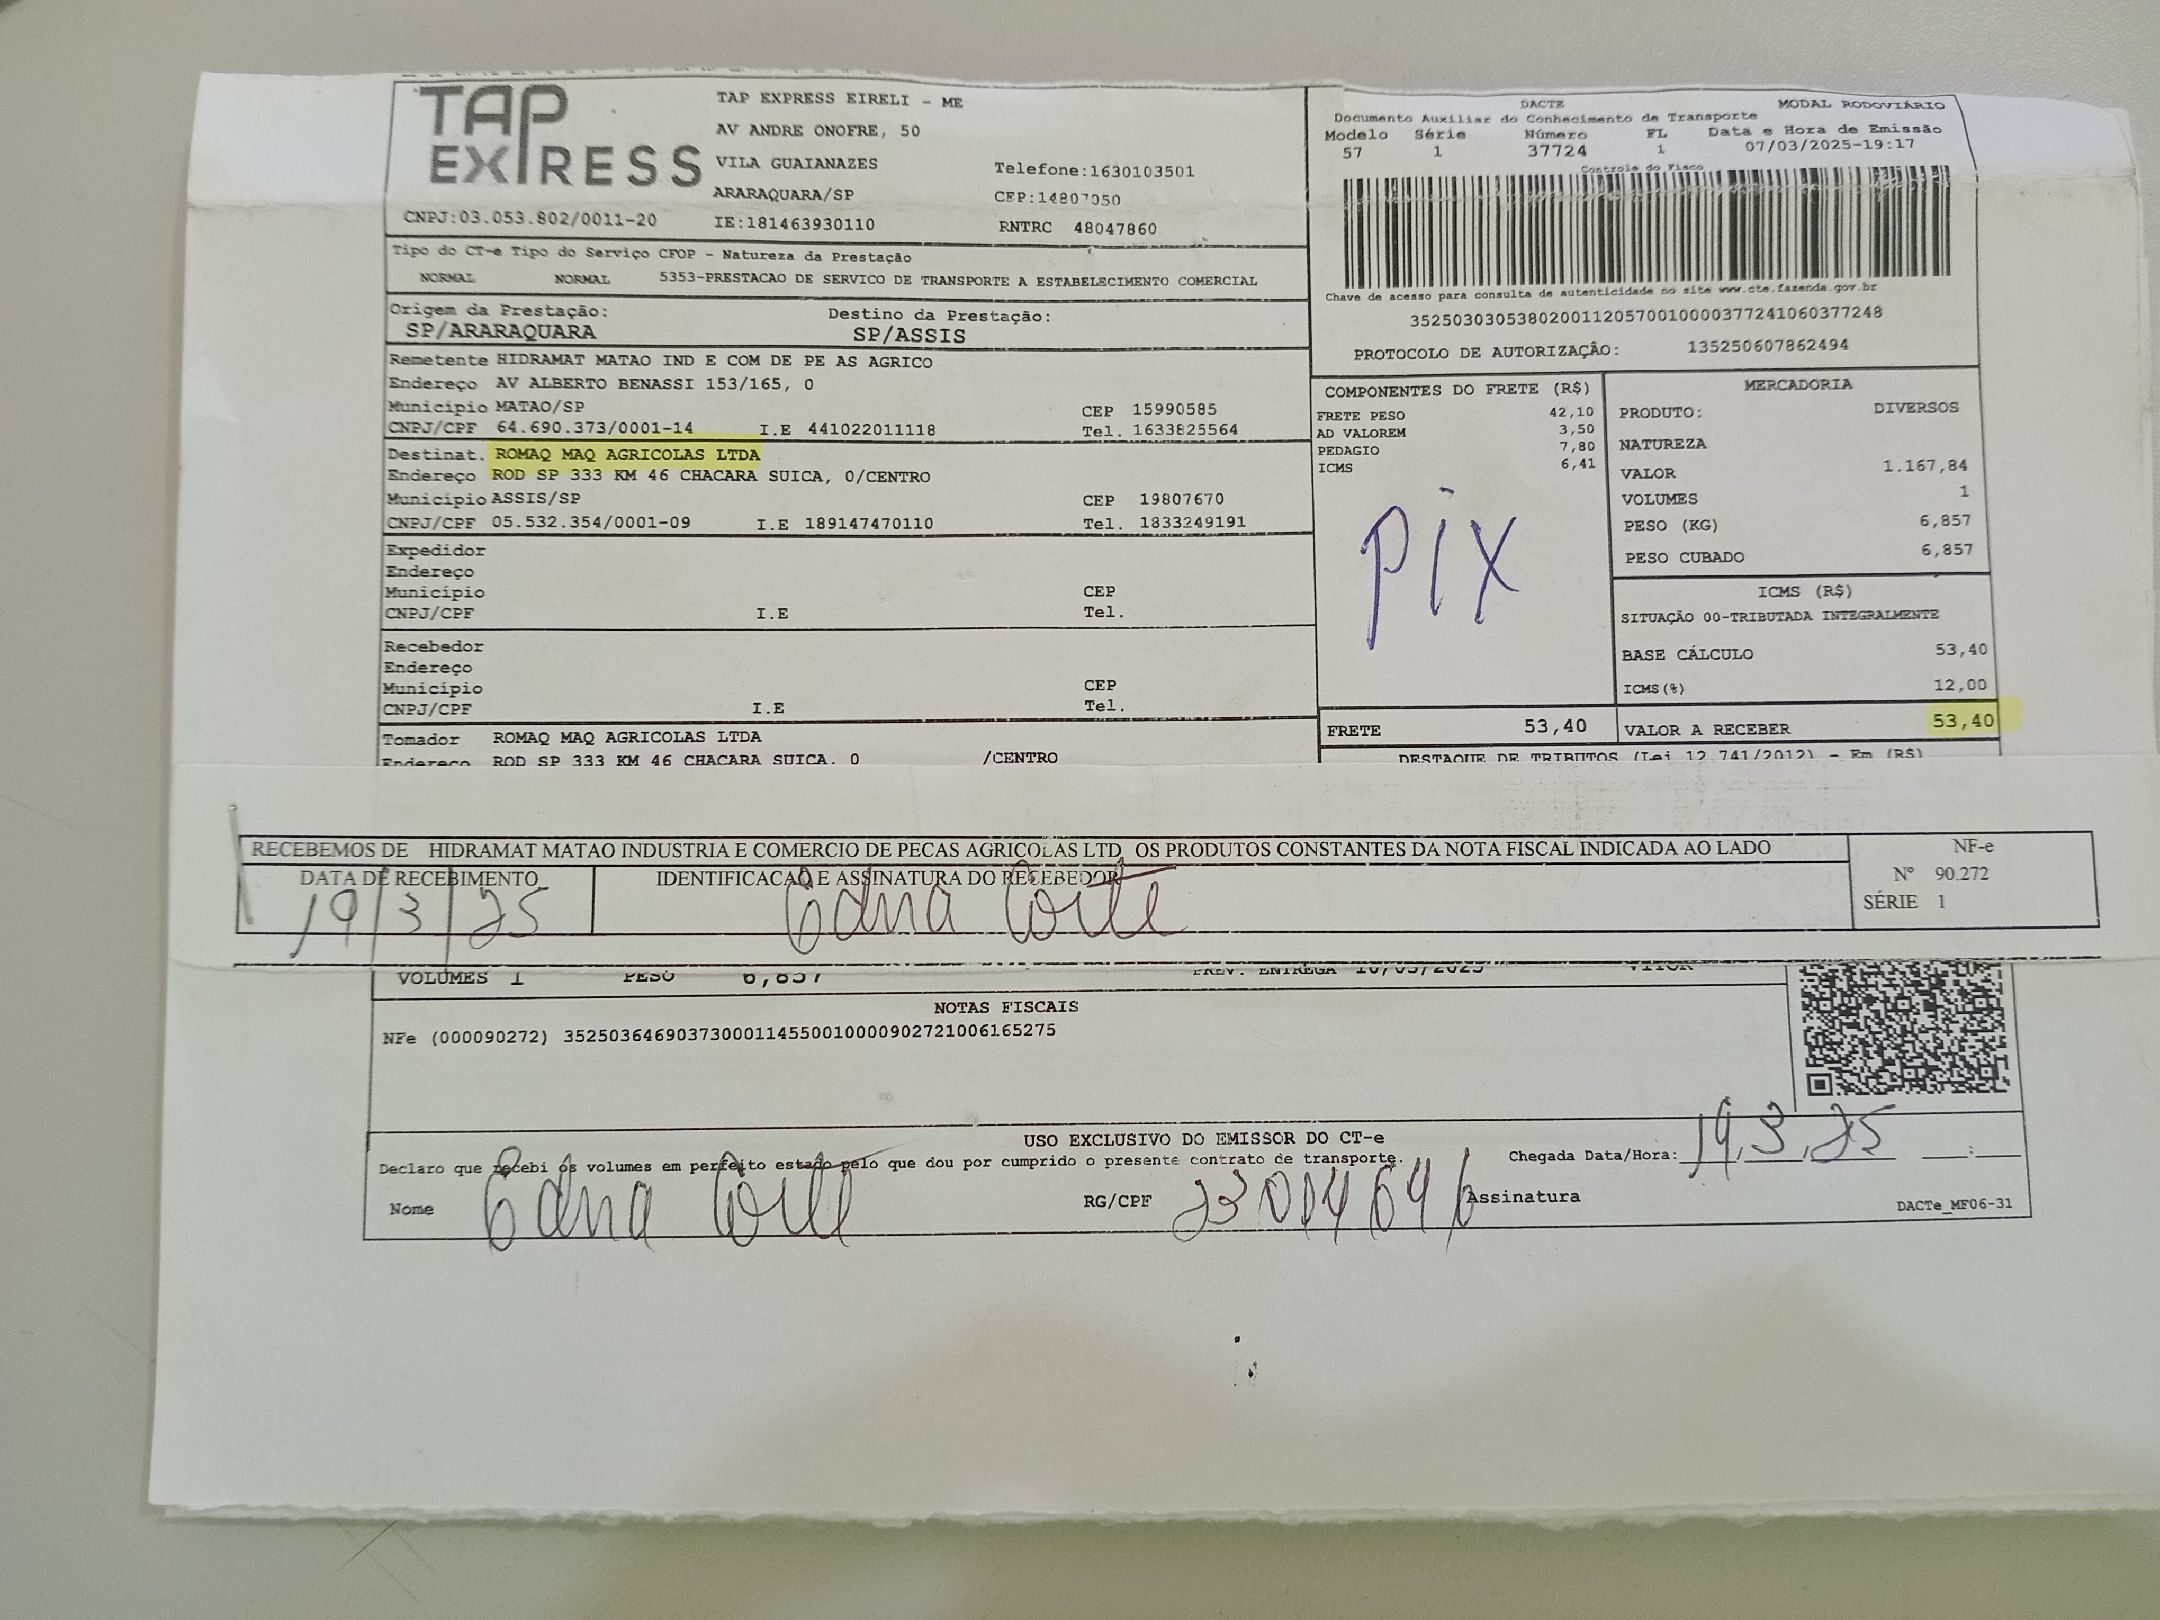 TAP EXPRESS
TAP EXPRESS EIRELI - ME
AV ANDRE ONOFRE, 50
VILA GUAIANAZES
Telefone:1630103501
ARARAQUARA/SP
CEP:14807050
CNPJ:03.053.802/0011-20
IE:181463930110
RNTRC 48047860
DACTE
MODAL RODOVIÁRIO
Documento Auxiliar do Conhecimento de Transporte
Modelo Série Número FL Data e Hora de Emissão
57 1 37724 1 07/03/2025-19:17
Controle do Fisco
Chave de acesso para consulta de autenticidade no site www.cte.fazenda.gov.br
35250303053802001120570010000377241060377248
PROTOCOLO DE AUTORIZAÇÃO: 135250607862494
Tipo do CT-e Tipo do Serviço CFOP - Natureza da Prestação
NORMAL NORMAL 5353-PRESTACAO DE SERVICO DE TRANSPORTE A ESTABELECIMENTO COMERCIAL
Origem da Prestação: Destino da Prestação:
SP/ARARAQUARA SP/ASSIS
Remetente HIDRAMAT MATAO IND E COM DE PE AS AGRICO
Endereço AV ALBERTO BENASSI 153/165, 0
Município MATAO/SP CEP 15990585
CNPJ/CPF 64.690.373/0001-14 I.E 441022011118 Tel. 1633825564
Destinat. ROMAQ MAQ AGRICOLAS LTDA
Endereço ROD SP 333 KM 46 CHACARA SUICA, 0/CENTRO
Município ASSIS/SP CEP 19807670
CNPJ/CPF 05.532.354/0001-09 I.E 189147470110 Tel. 1833249191
Expedidor
Endereço
Município CEP
CNPJ/CPF I.E Tel.
Recebedor
Endereço
Município CEP
CNPJ/CPF I.E Tel.
Tomador ROMAQ MAQ AGRICOLAS LTDA
Endereço ROD SP 333 KM 46 CHACARA SUICA, 0 /CENTRO
COMPONENTES DO FRETE (R$)
FRETE PESO 42,10
AD VALOREM 3,50
PEDAGIO 7,80
ICMS 6,41
PIX
FRETE 53,40
MERCADORIA
PRODUTO: DIVERSOS
NATUREZA
VALOR 1.167,84
VOLUMES 1
PESO (KG) 6,857
PESO CUBADO 6,857
ICMS (R$)
SITUAÇÃO 00-TRIBUTADA INTEGRALMENTE
BASE CÁLCULO 53,40
ICMS(%) 12,00
VALOR A RECEBER 53,40
DESTAQUE DE TRIBUTOS (Lei 12.741/2012) - Em (R$)
RECEBEMOS DE HIDRAMAT MATAO INDUSTRIA E COMERCIO DE PECAS AGRICOLAS LTD OS PRODUTOS CONSTANTES DA NOTA FISCAL INDICADA AO LADO
DATA DE RECEBIMENTO IDENTIFICACAO E ASSINATURA DO RECEBEDOR
19/3/25 Edna Corte
NF-e
Nº 90.272
SÉRIE 1
VOLUMES 1 PESO 6,857 PREV. ENTREGA 10/03/2025 VITOR
NOTAS FISCAIS
NFe (000090272) 35250364690373000114550010000902721006165275
USO EXCLUSIVO DO EMISSOR DO CT-e
Declaro que recebi os volumes em perfeito estado pelo que dou por cumprido o presente contrato de transporte.
Chegada Data/Hora: 19,3,25 :
Nome Edna Corte RG/CPF Assinatura
DACTe_MF06-31